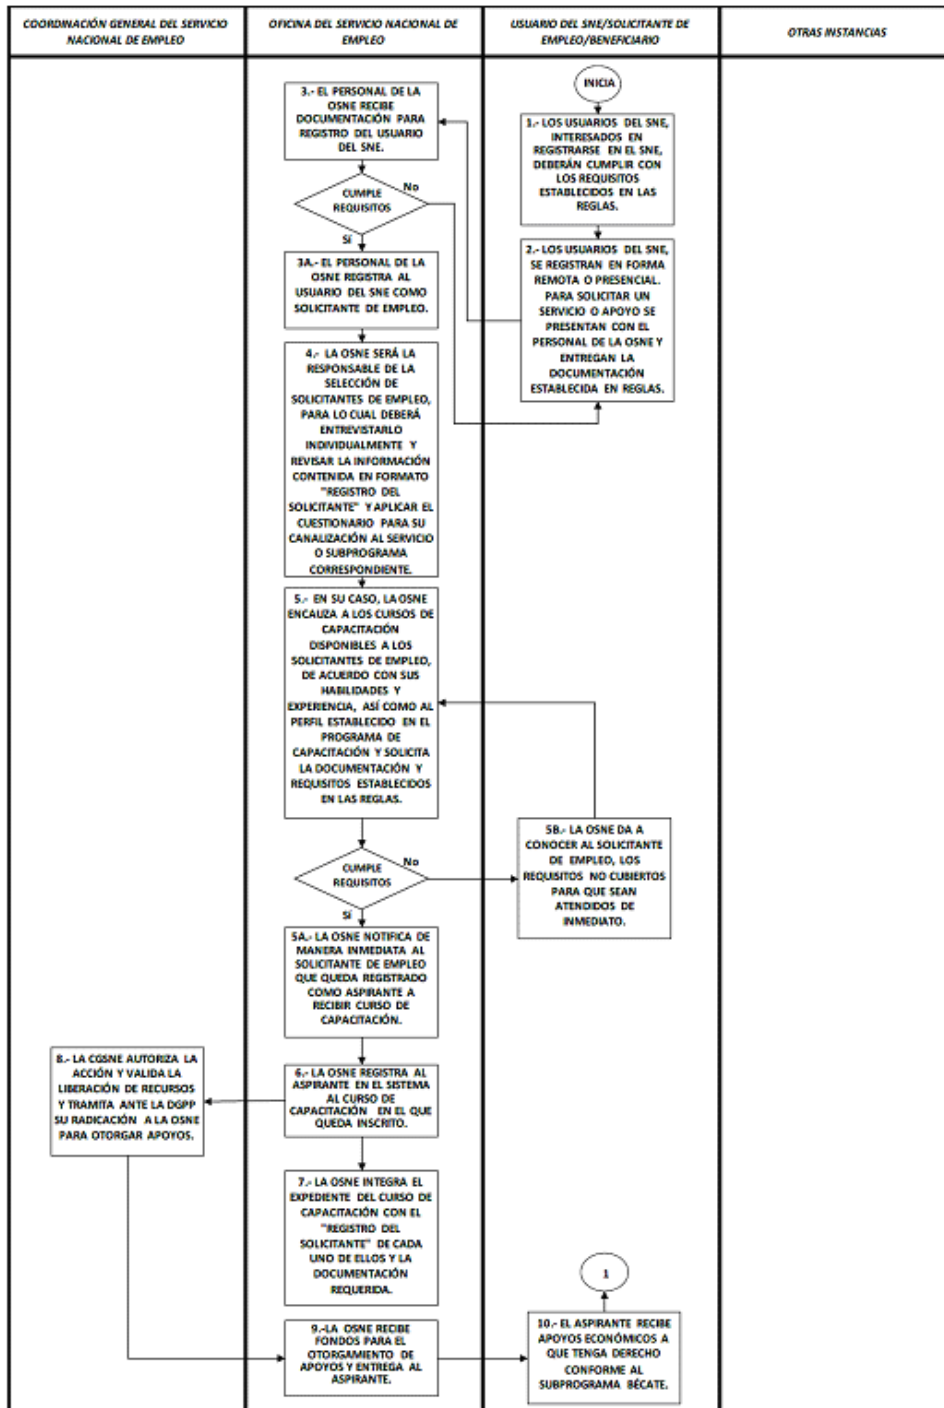 COORDINACIÓN GENERAL DEL SERVICIO
NACIONAL DE EMPLEO
OFICINA DEL SERVICIO NACIONAL DE
EMPLEO
USUARIO DEL SNE/SOLICITANTE DE
EMPLEO/BENEFICIARIO
OTRAS INSTANCIAS
INICIA
1.- LOS USUARIOS DEL SNE,
INTERESADOS EN
REGISTRARSE EN EL SNE,
DEBERÁN CUMPLIR CON
LOS REQUISITOS
ESTABLECIDOS EN LAS
REGLAS.
2.- LOS USUARIOS DEL SNE,
SE REGISTRAN EN FORMA
REMOTA O PRESENCIAL.
PARA SOLICITAR UN
SERVICIO O APOYO SE
PRESENTAN CON EL
PERSONAL DE LA OSNE Y
ENTREGAN LA
DOCUMENTACIÓN
ESTABLECIDA EN REGLAS.
3.- EL PERSONAL DE LA
OSNE RECIBE
DOCUMENTACIÓN PARA
REGISTRO DEL USUARIO
DEL SNE.
CUMPLE
REQUISITOS
No
Sí
3A.- EL PERSONAL DE LA
OSNE REGISTRA AL
USUARIO DEL SNE COMO
SOLICITANTE DE EMPLEO.
4.- LA OSNE SERÁ LA
RESPONSABLE DE LA
SELECCIÓN DE
SOLICITANTES DE EMPLEO,
PARA LO CUAL DEBERÁ
ENTREVISTARLO
INDIVIDUALMENTE Y
REVISAR LA INFORMACIÓN
CONTENIDA EN FORMATO
"REGISTRO DEL
SOLICITANTE" Y APLICAR EL
CUESTIONARIO PARA SU
CANALIZACIÓN AL SERVICIO
O SUBPROGRAMA
CORRESPONDIENTE.
5.- EN SU CASO, LA OSNE
ENCAUZA A LOS CURSOS DE
CAPACITACIÓN
DISPONIBLES A LOS
SOLICITANTES DE EMPLEO,
DE ACUERDO CON SUS
HABILIDADES Y
EXPERIENCIA, ASÍ COMO AL
PERFIL ESTABLECIDO EN EL
PROGRAMA DE
CAPACITACIÓN Y SOLICITA
LA DOCUMENTACIÓN Y
REQUISITOS ESTABLECIDOS
EN LAS REGLAS.
CUMPLE
REQUISITOS
No
Sí
5B.- LA OSNE DA A
CONOCER AL SOLICITANTE
DE EMPLEO, LOS
REQUISITOS NO CUBIERTOS
PARA QUE SEAN
ATENDIDOS DE
INMEDIATO.
5A.- LA OSNE NOTIFICA DE
MANERA INMEDIATA AL
SOLICITANTE DE EMPLEO
QUE QUEDA REGISTRADO
COMO ASPIRANTE A
RECIBIR CURSO DE
CAPACITACIÓN.
6.- LA OSNE REGISTRA AL
ASPIRANTE EN EL SISTEMA
AL CURSO DE
CAPACITACIÓN EN EL QUE
QUEDA INSCRITO.
8.- LA CGSNE AUTORIZA LA
ACCIÓN Y VALIDA LA
LIBERACIÓN DE RECURSOS
Y TRAMITA ANTE LA DGPP
SU RADICACIÓN A LA OSNE
PARA OTORGAR APOYOS.
7.- LA OSNE INTEGRA EL
EXPEDIENTE DEL CURSO DE
CAPACITACIÓN CON EL
"REGISTRO DEL
SOLICITANTE" DE CADA
UNO DE ELLOS Y LA
DOCUMENTACIÓN
REQUERIDA.
9.-LA OSNE RECIBE
FONDOS PARA EL
OTORGAMIENTO DE
APOYOS Y ENTREGA AL
ASPIRANTE.
10.- EL ASPIRANTE RECIBE
APOYOS ECONÓMICOS A
QUE TENGA DERECHO
CONFORME AL
SUBPROGRAMA BÉCATE.
1